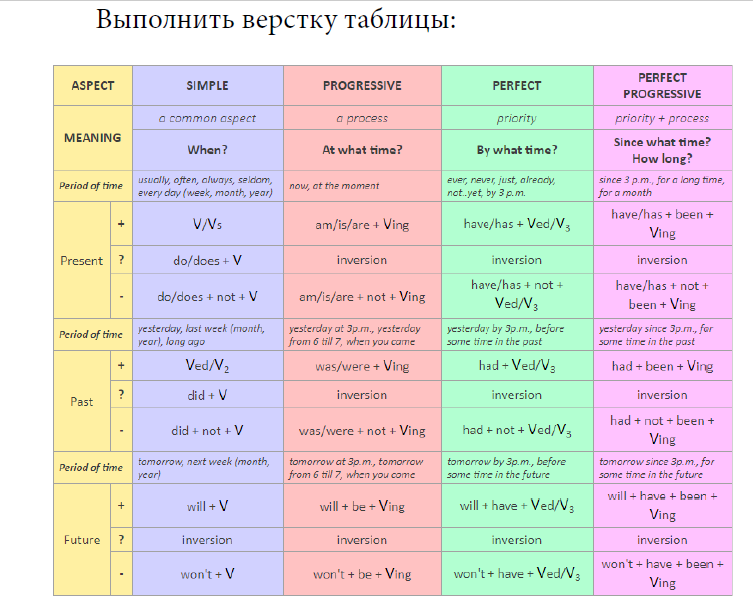 Выполнить верстку таблицы:
ASPECT SIMPLE PROGRESSIVE PERFECT PERFECT
PROGRESSIVE
MEANING
a common aspect a process priority priority + process
When? At what time? By what time? Since what time?
How long?
Period of time
usually, often, always, seldom,
every day (week, month, year)
now, at the moment
ever, never, just, already,
not..yet, by 3 p.m.
since 3 p.m., for a long time,
for a month
Present
+ V/Vs am/is/are + Ving have/has + Ved/V3 have/has + been +
Ving
? do/does + V inversion inversion inversion
- do/does + not + V am/is/are + not + Ving have/has + not +
Ved/V3
have/has + not +
been + Ving
Period of time
yesterday, last week (month,
year), long ago
yesterday at 3p.m., yesterday
from 6 till 7, when you came
yesterday by 3p.m., before
some time in the past
yesterday since 3p.m., for
some time in the past
Past
+ Ved/V2 was/were + Ving had + Ved/V3 had + been + Ving
? did + V inversion inversion inversion
- did + not + V was/were + not + Ving had + not + Ved/V3 had + not + been +
Ving
Period of time
tomorrow, next week (month,
year)
tomorrow at 3p.m., tomorrow
from 6 till 7, when you came
tomorrow by 3p.m., before
some time in the future
tomorrow since 3p.m., for
some time in the future
Future
+ will + V will + be + Ving will + have + Ved/V3 will + have + been +
Ving
? inversion inversion inversion inversion
- won't + V won't + be + Ving won't + have + Ved/V3 won't + have + been +
Ving